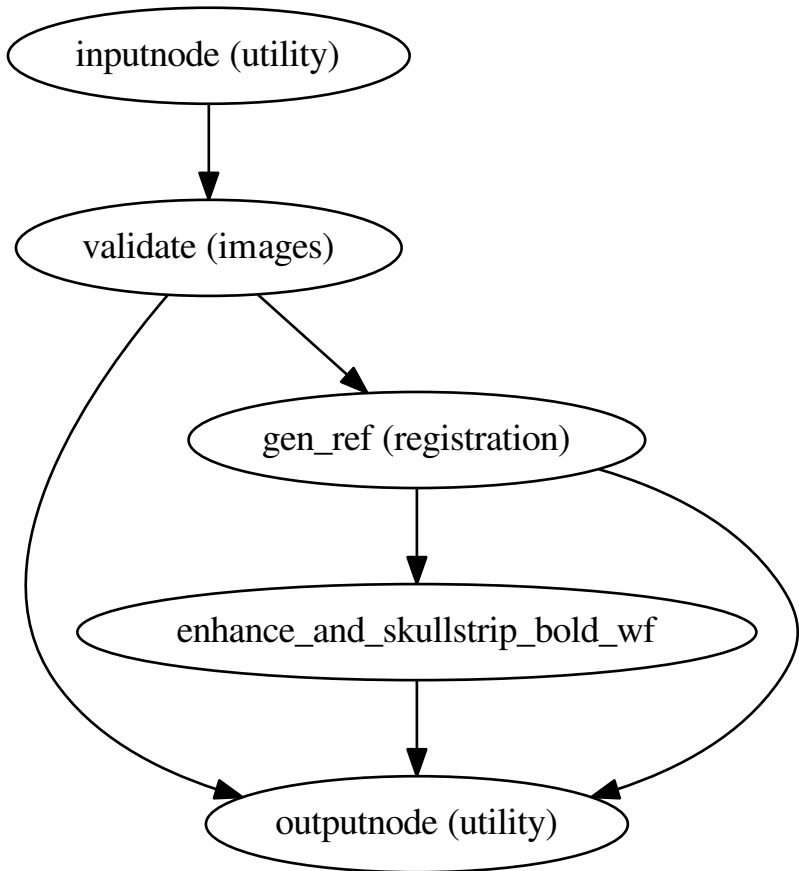 inputnode (utility)
validate (images)
gen_ref (registration)
enhance_and_skullstrip_bold_wf
outputnode (utility)